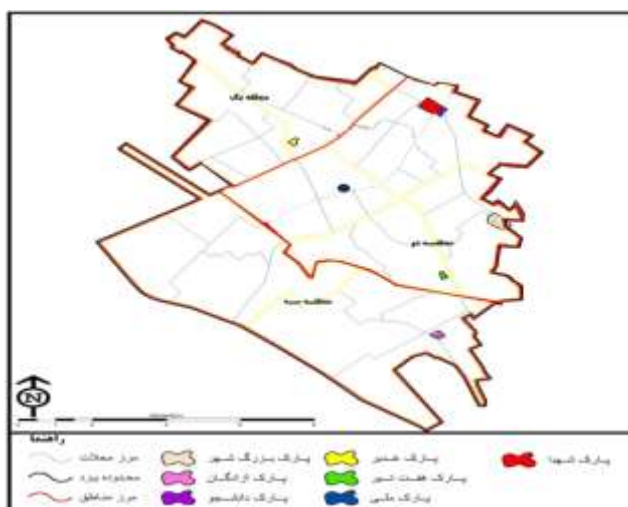 منطقه یک
منطقه دو
منطقه سه
N
راهنما
مرز محلات
پارک بزرگ شهر
پارک غدیر
پارک شهدا
محدوده یزد
پارک آزادگان
پارک هفت تیر
مرز مناطق
پارک دانشجو
پارک ملی